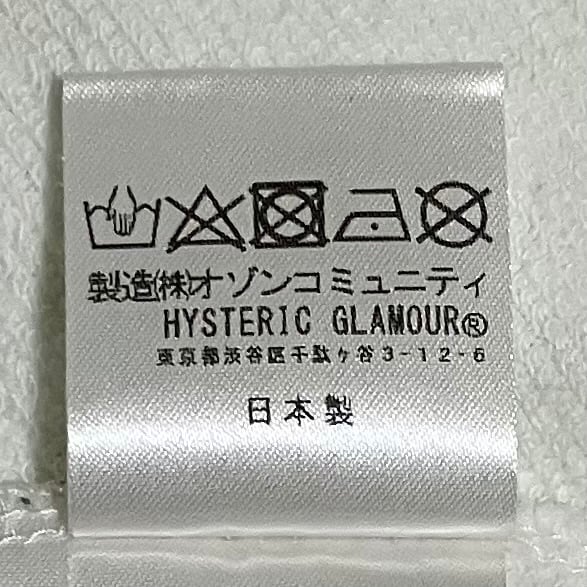 製造(株)オゾンコミュニティ
HYSTERIC GLAMOUR®
東京都渋谷区千駄ヶ谷3-12-6
日本製